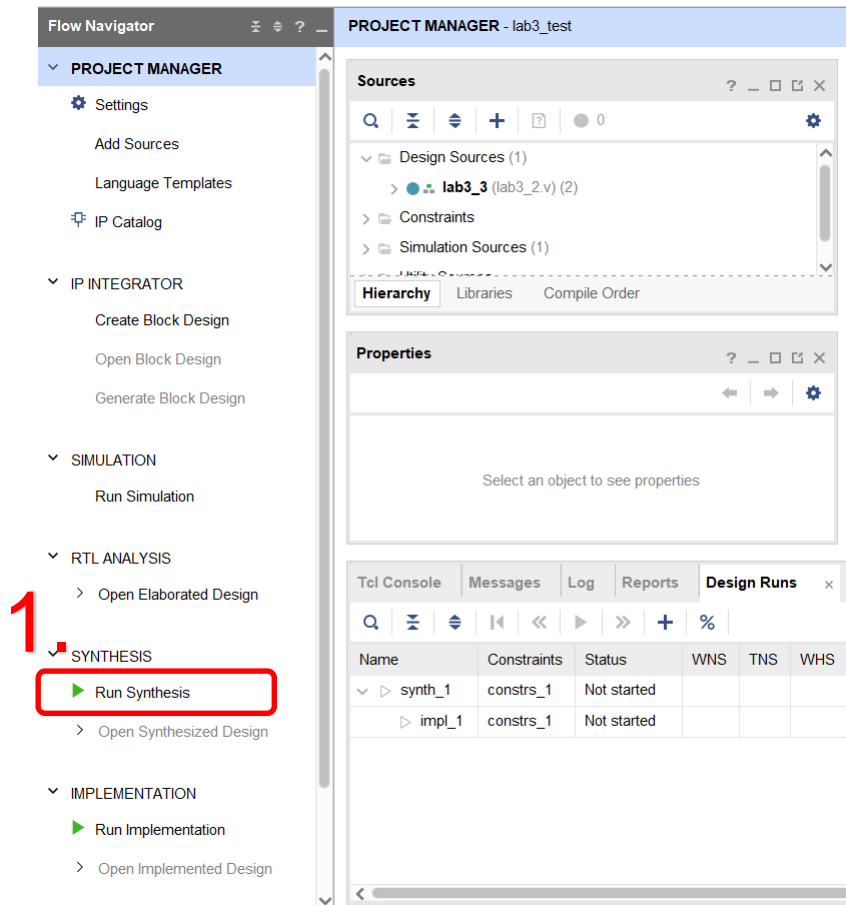 Flow Navigator
?
PROJECT MANAGER - lab3_test
PROJECT MANAGER
Settings
Add Sources
Language Templates
IP Catalog
IP INTEGRATOR
Create Block Design
Open Block Design
Generate Block Design
SIMULATION
Run Simulation
RTL ANALYSIS
Open Elaborated Design
1.
SYNTHESIS
Run Synthesis
Open Synthesized Design
IMPLEMENTATION
Run Implementation
Open Implemented Design
Sources
?
? 0
Design Sources (1)
lab3_3 (lab3_2.v) (2)
Constraints
Simulation Sources (1)
Utility Sources
Hierarchy Libraries Compile Order
Properties
?
Select an object to see properties
Tcl Console Messages Log Reports Design Runs
%
Name Constraints Status WNS TNS WHS
synth_1 constrs_1 Not started
impl_1 constrs_1 Not started